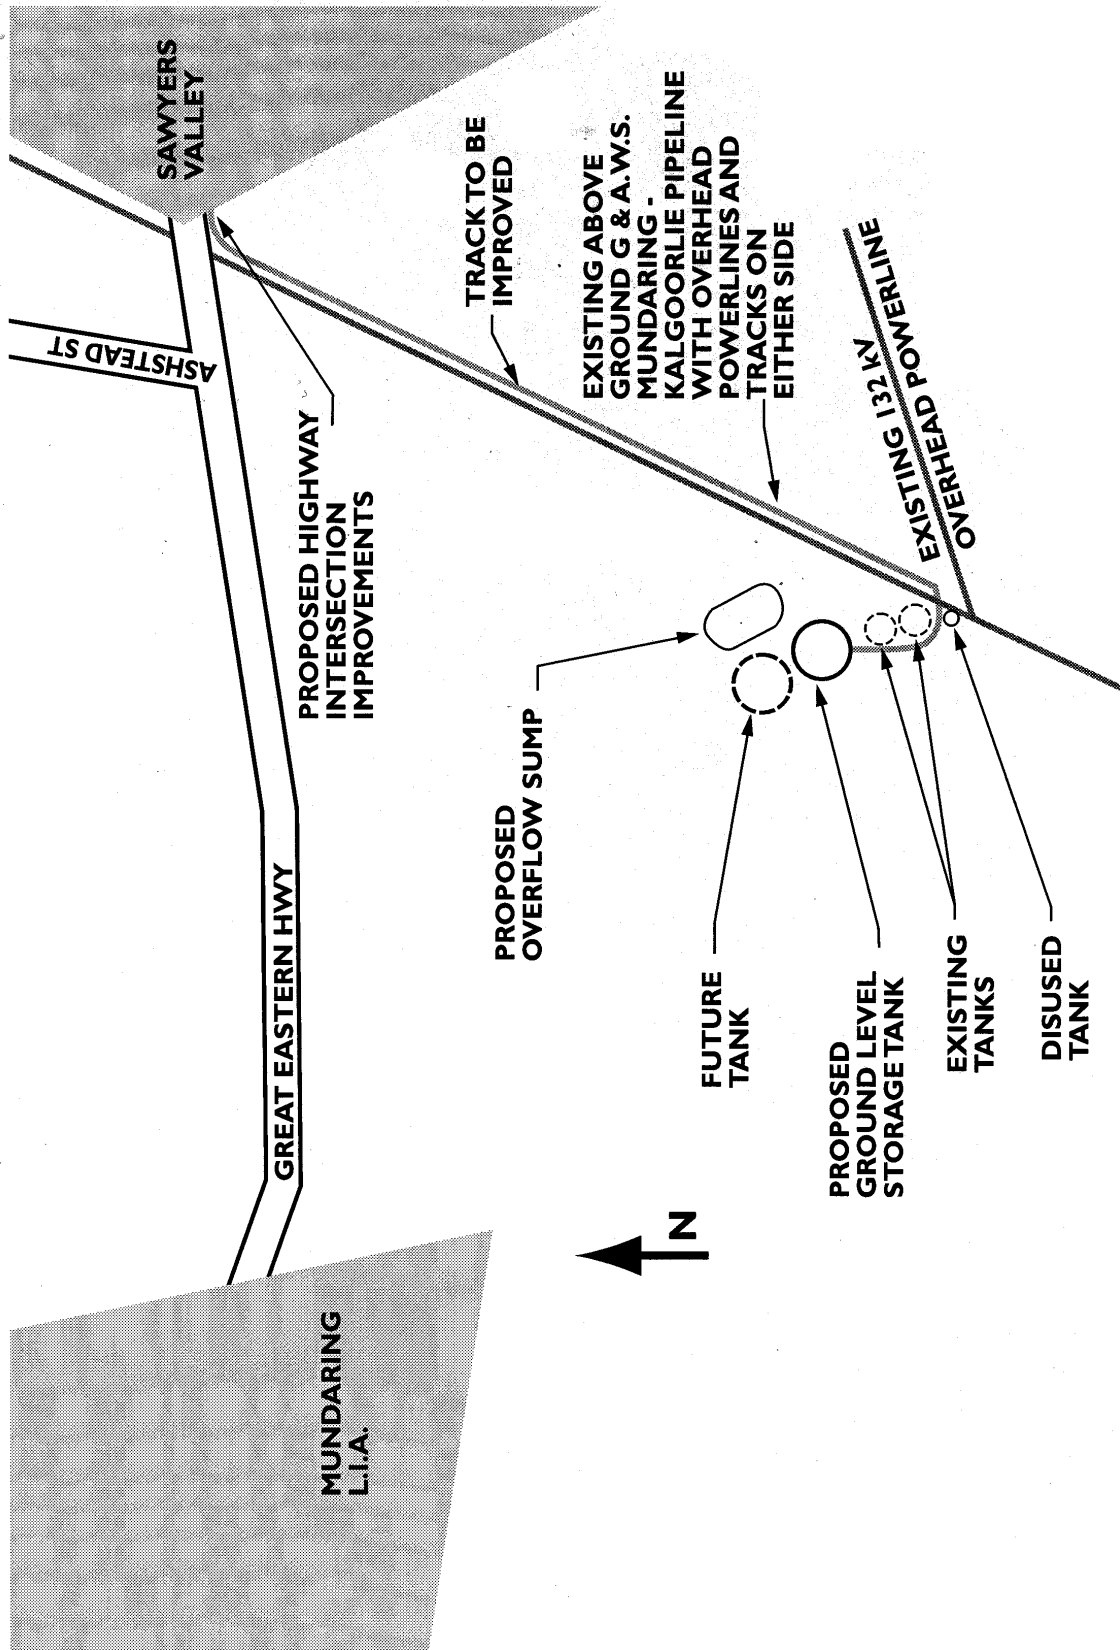 MUNDARING
L.I.A.
GREAT EASTERN HWY
ASHSTEAD ST
SAWYERS
VALLEY
PROPOSED HIGHWAY
INTERSECTION
IMPROVEMENTS
TRACK TO BE
IMPROVED
PROPOSED
OVERFLOW SUMP
EXISTING ABOVE
GROUND G & A.W.S.
MUNDARING -
KALGOORLIE PIPELINE
WITH OVERHEAD
POWERLINES AND
TRACKS ON
EITHER SIDE
N
FUTURE
TANK
PROPOSED
GROUND LEVEL
STORAGE TANK
EXISTING
TANKS
DISUSED
TANK
EXISTING 132 kV
OVERHEAD POWERLINE